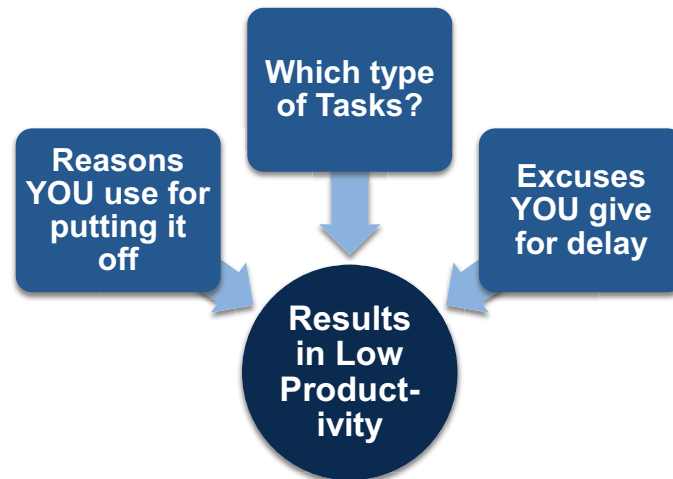 Which type
of Tasks?
Reasons
YOU use for
putting it
off
Excuses
YOU give
for delay
Results
in Low
Product-
ivity